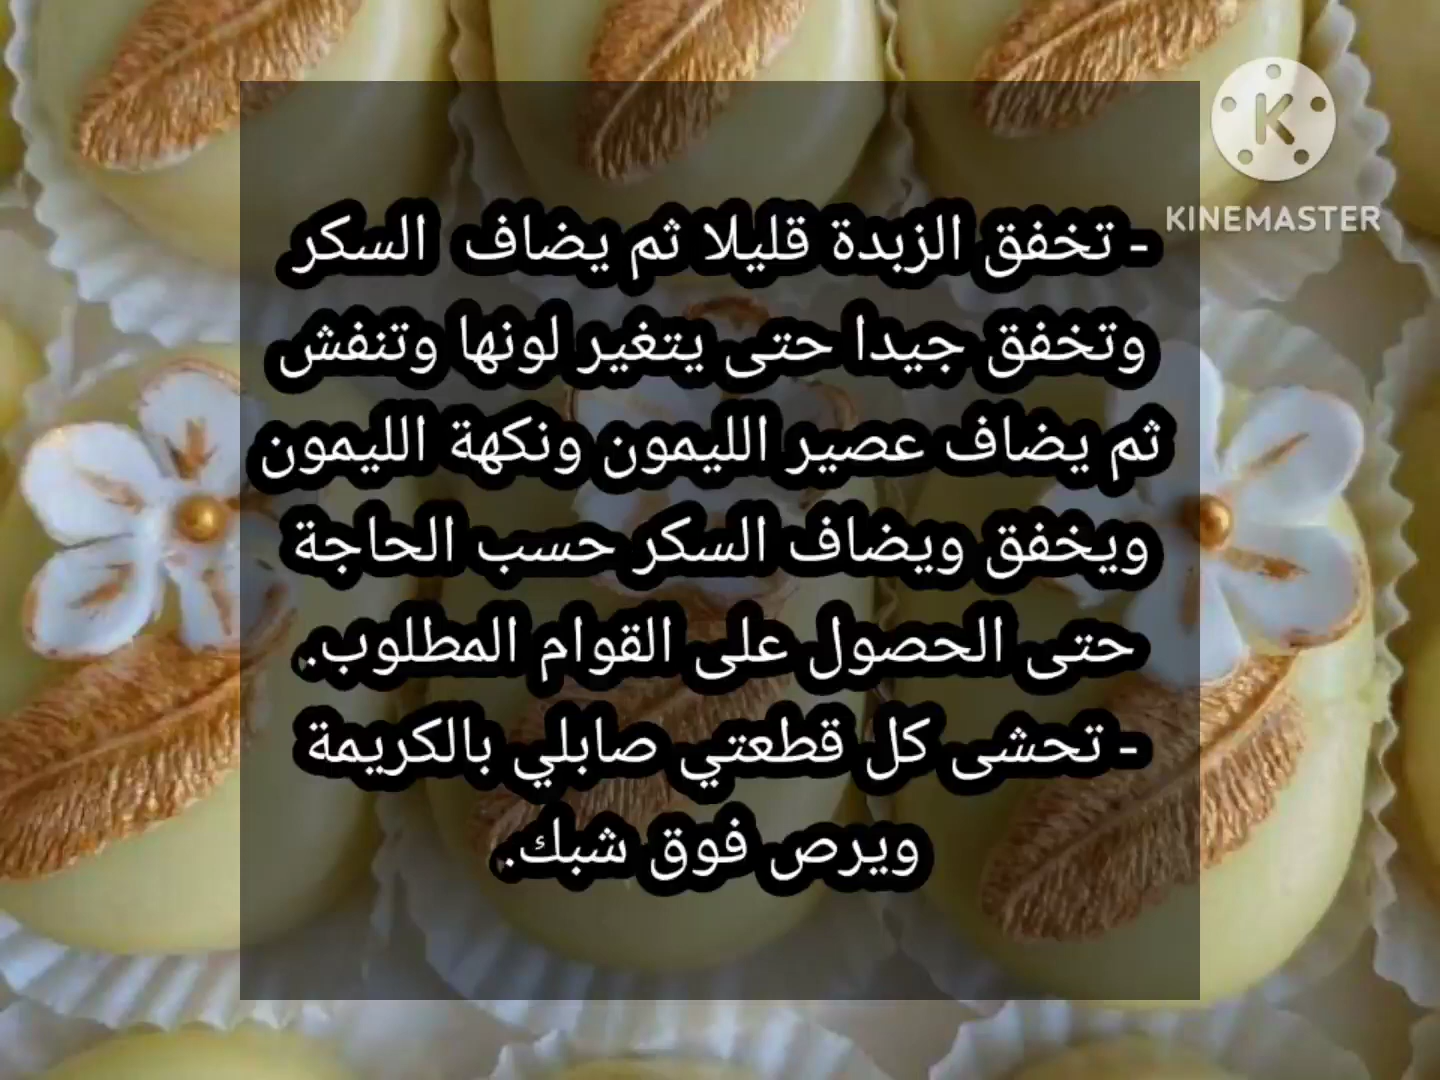 KINEMASTER
- تخفق الزبدة قليلا ثم يضاف السكر
وتخفق جيدا حتى يتغير لونها وتنفش
ثم يضاف عصير الليمون ونكهة الليمون
ويخفق ويضاف السكر حسب الحاجة
حتى الحصول على القوام المطلوب.
- تحشى كل قطعتي صابلي بالكريمة
ويرص فوق شبك.